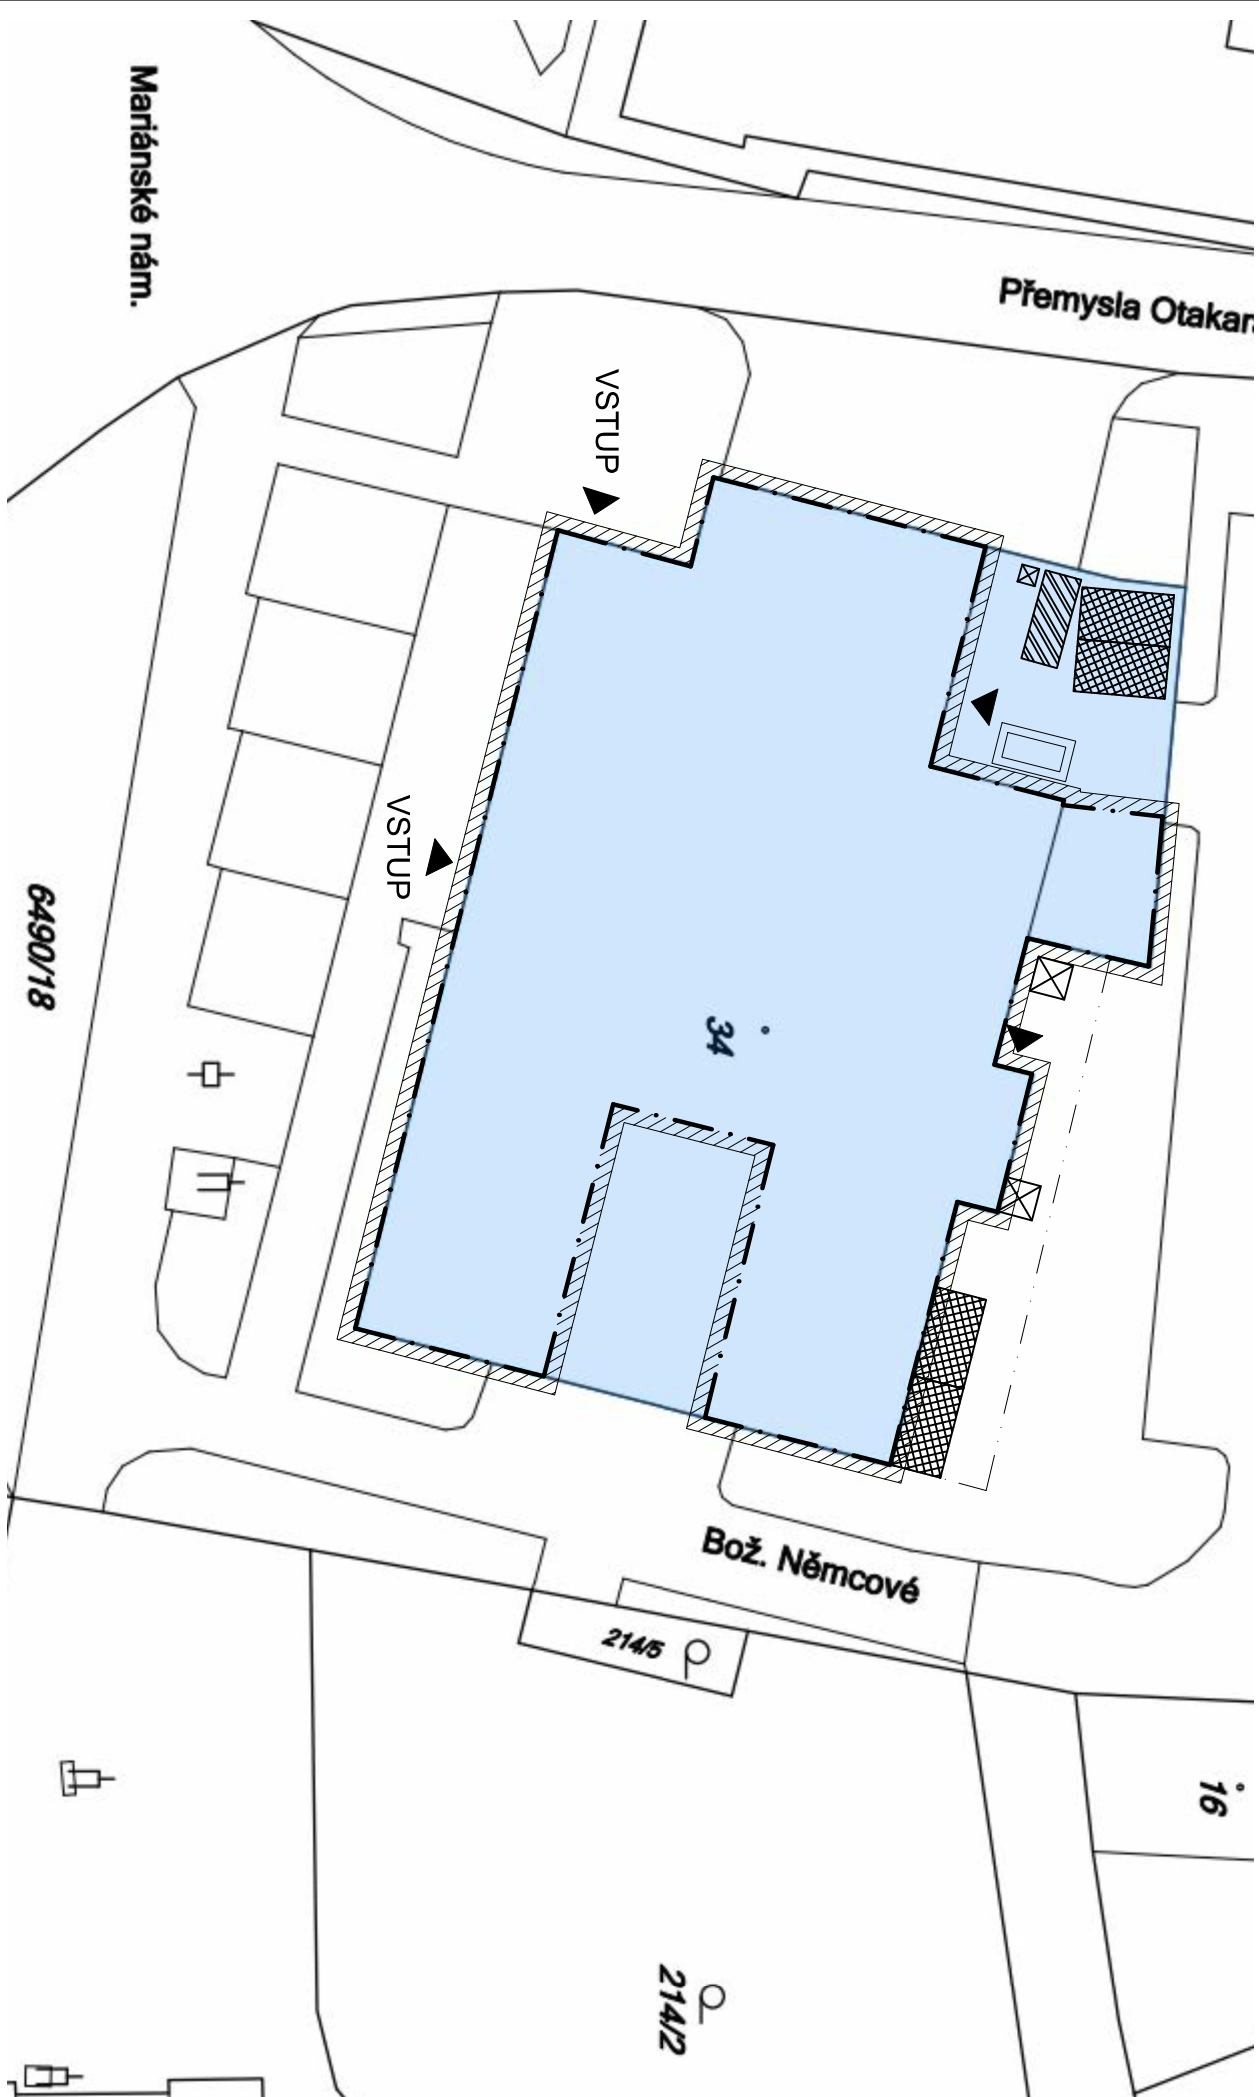 Mariánské nám.
Přemysla Otakara
VSTUP
VSTUP
6490/18
34
Bož. Němcové
214/5
16
214/2